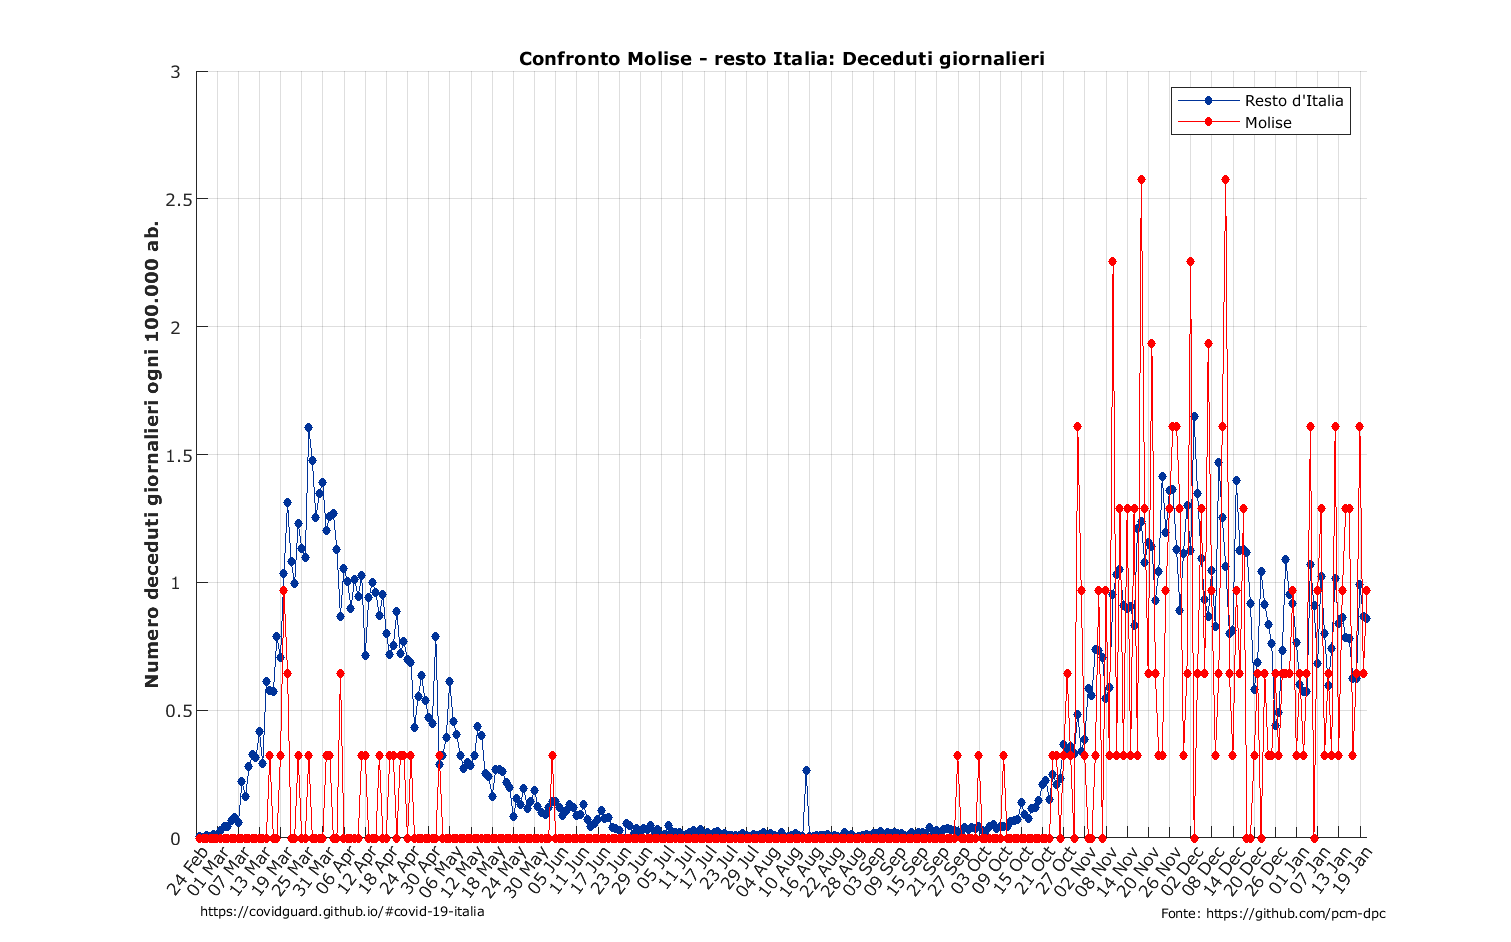 Confronto Molise - resto Italia: Deceduti giornalieri
Resto d'Italia
Molise
Numero deceduti giornalieri ogni 100.000 ab.
3
2.5
2
1.5
1
0.5
0
24 Feb
01 Mar
07 Mar
13 Mar
19 Mar
25 Mar
31 Mar
06 Apr
12 Apr
18 Apr
24 Apr
30 Apr
06 May
12 May
18 May
24 May
30 May
05 Jun
11 Jun
17 Jun
23 Jun
29 Jun
05 Jul
11 Jul
17 Jul
23 Jul
29 Jul
04 Aug
10 Aug
16 Aug
22 Aug
28 Aug
03 Sep
09 Sep
15 Sep
21 Sep
27 Sep
03 Oct
09 Oct
15 Oct
21 Oct
27 Oct
02 Nov
08 Nov
14 Nov
20 Nov
26 Nov
02 Dec
08 Dec
14 Dec
20 Dec
26 Dec
01 Jan
07 Jan
13 Jan
19 Jan
https://covidguard.github.io/#covid-19-italia
Fonte: https://github.com/pcm-dpc